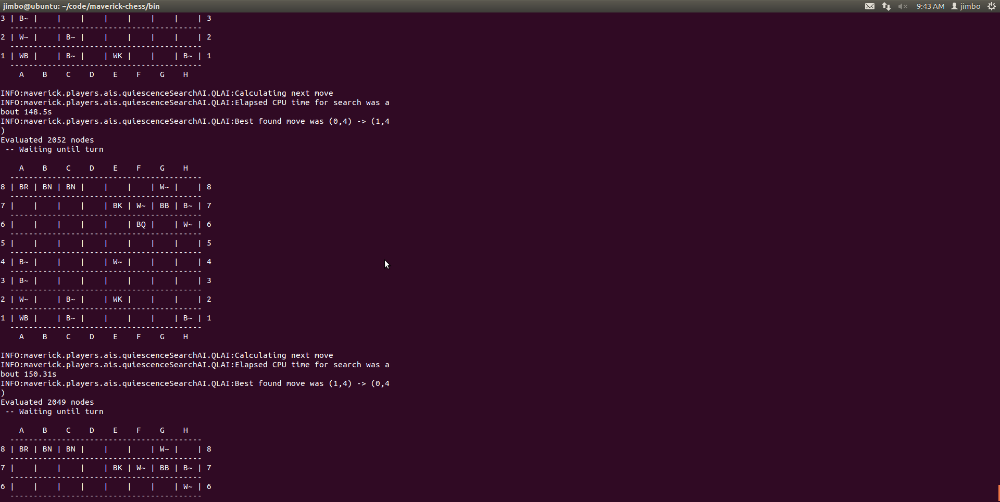 jimbo@ubuntu: ~/code/maverick-chess/bin 9:43 AM jimbo
3 | B~ |    |    |    |    |    |    |    | 3
  -----------------------------------------
2 | W~ |    | B~ |    |    |    |    |    | 2
  -----------------------------------------
1 | WB |    | B~ |    | WK |    |    | B~ | 1
  -----------------------------------------
    A    B    C    D    E    F    G    H
INFO:maverick.players.ais.quiescenceSearchAI.QLAI:Calculating next move
INFO:maverick.players.ais.quiescenceSearchAI.QLAI:Elapsed CPU time for search was a
bout 148.5s
INFO:maverick.players.ais.quiescenceSearchAI.QLAI:Best found move was (0,4) -> (1,4
)
Evaluated 2052 nodes
 -- Waiting until turn
    A    B    C    D    E    F    G    H
  -----------------------------------------
8 | BR | BN | BN |    |    |    | W~ |    | 8
  -----------------------------------------
7 |    |    |    |    | BK | W~ | BB | B~ | 7
  -----------------------------------------
6 |    |    |    |    |    | BQ |    | W~ | 6
  -----------------------------------------
5 |    |    |    |    |    |    |    |    | 5
  -----------------------------------------
4 | B~ |    |    |    | W~ |    |    |    | 4
  -----------------------------------------
3 | B~ |    |    |    |    |    |    |    | 3
  -----------------------------------------
2 | W~ |    | B~ |    | WK |    |    |    | 2
  -----------------------------------------
1 | WB |    | B~ |    |    |    |    | B~ | 1
  -----------------------------------------
    A    B    C    D    E    F    G    H
INFO:maverick.players.ais.quiescenceSearchAI.QLAI:Calculating next move
INFO:maverick.players.ais.quiescenceSearchAI.QLAI:Elapsed CPU time for search was a
bout 150.31s
INFO:maverick.players.ais.quiescenceSearchAI.QLAI:Best found move was (1,4) -> (0,4
)
Evaluated 2049 nodes
 -- Waiting until turn
    A    B    C    D    E    F    G    H
  -----------------------------------------
8 | BR | BN | BN |    |    |    | W~ |    | 8
  -----------------------------------------
7 |    |    |    |    | BK | W~ | BB | B~ | 7
  -----------------------------------------
6 |    |    |    |    |    |    |    | W~ | 6
  -----------------------------------------